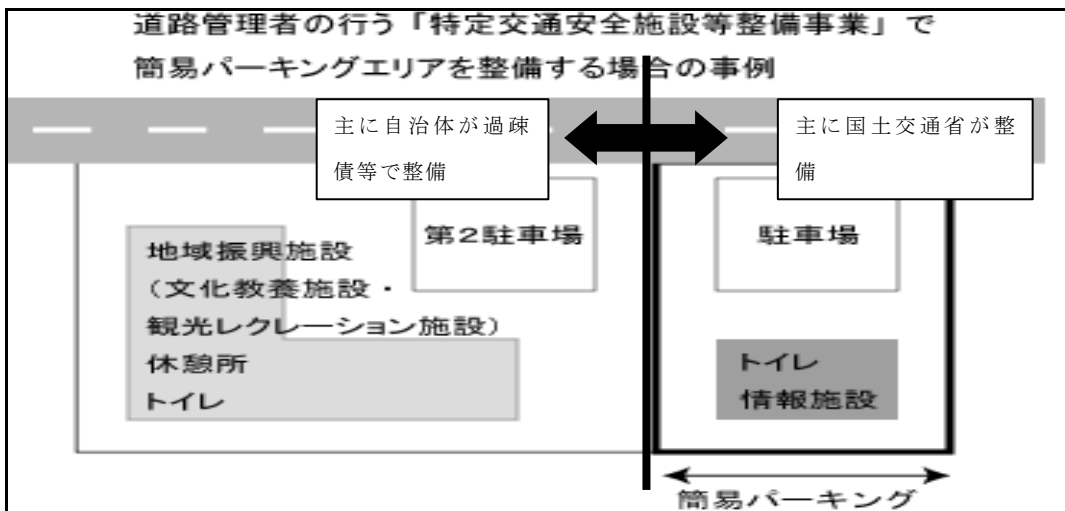 道路管理者の行う「特定交通安全施設等整備事業」で
簡易パーキングエリアを整備する場合の事例
主に自治体が過疎
債等で整備
主に国土交通省が整
備
第2駐車場
駐車場
地域振興施設
(文化教養施設・
観光レクレーション施設)
休憩所
トイレ
トイレ
情報施設
簡易パーキング